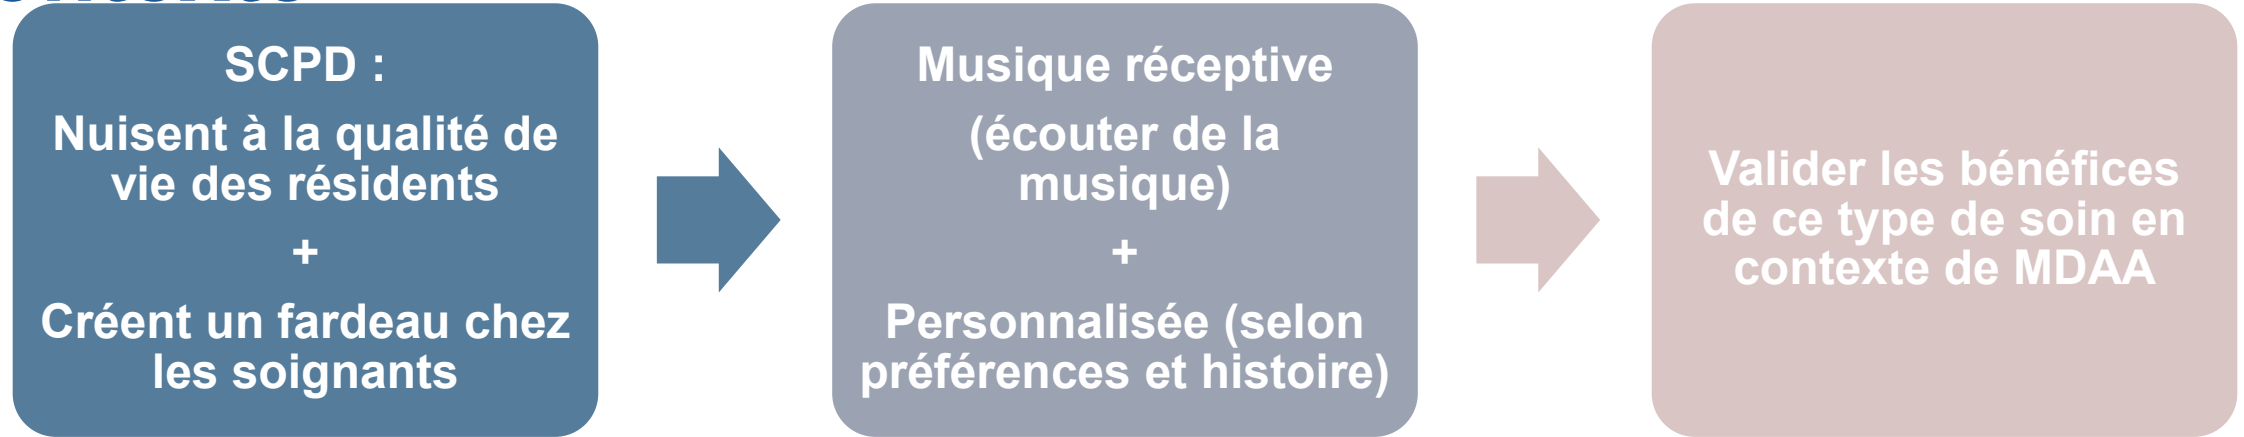 SCPD :
Nuisent à la qualité de
vie des résidents
+
Créent un fardeau chez
les soignants
Musique réceptive
(écouter de la
musique)
+
Personnalisée (selon
préférences et histoire)
Valider les bénéfices
de ce type de soin en
contexte de MDAA